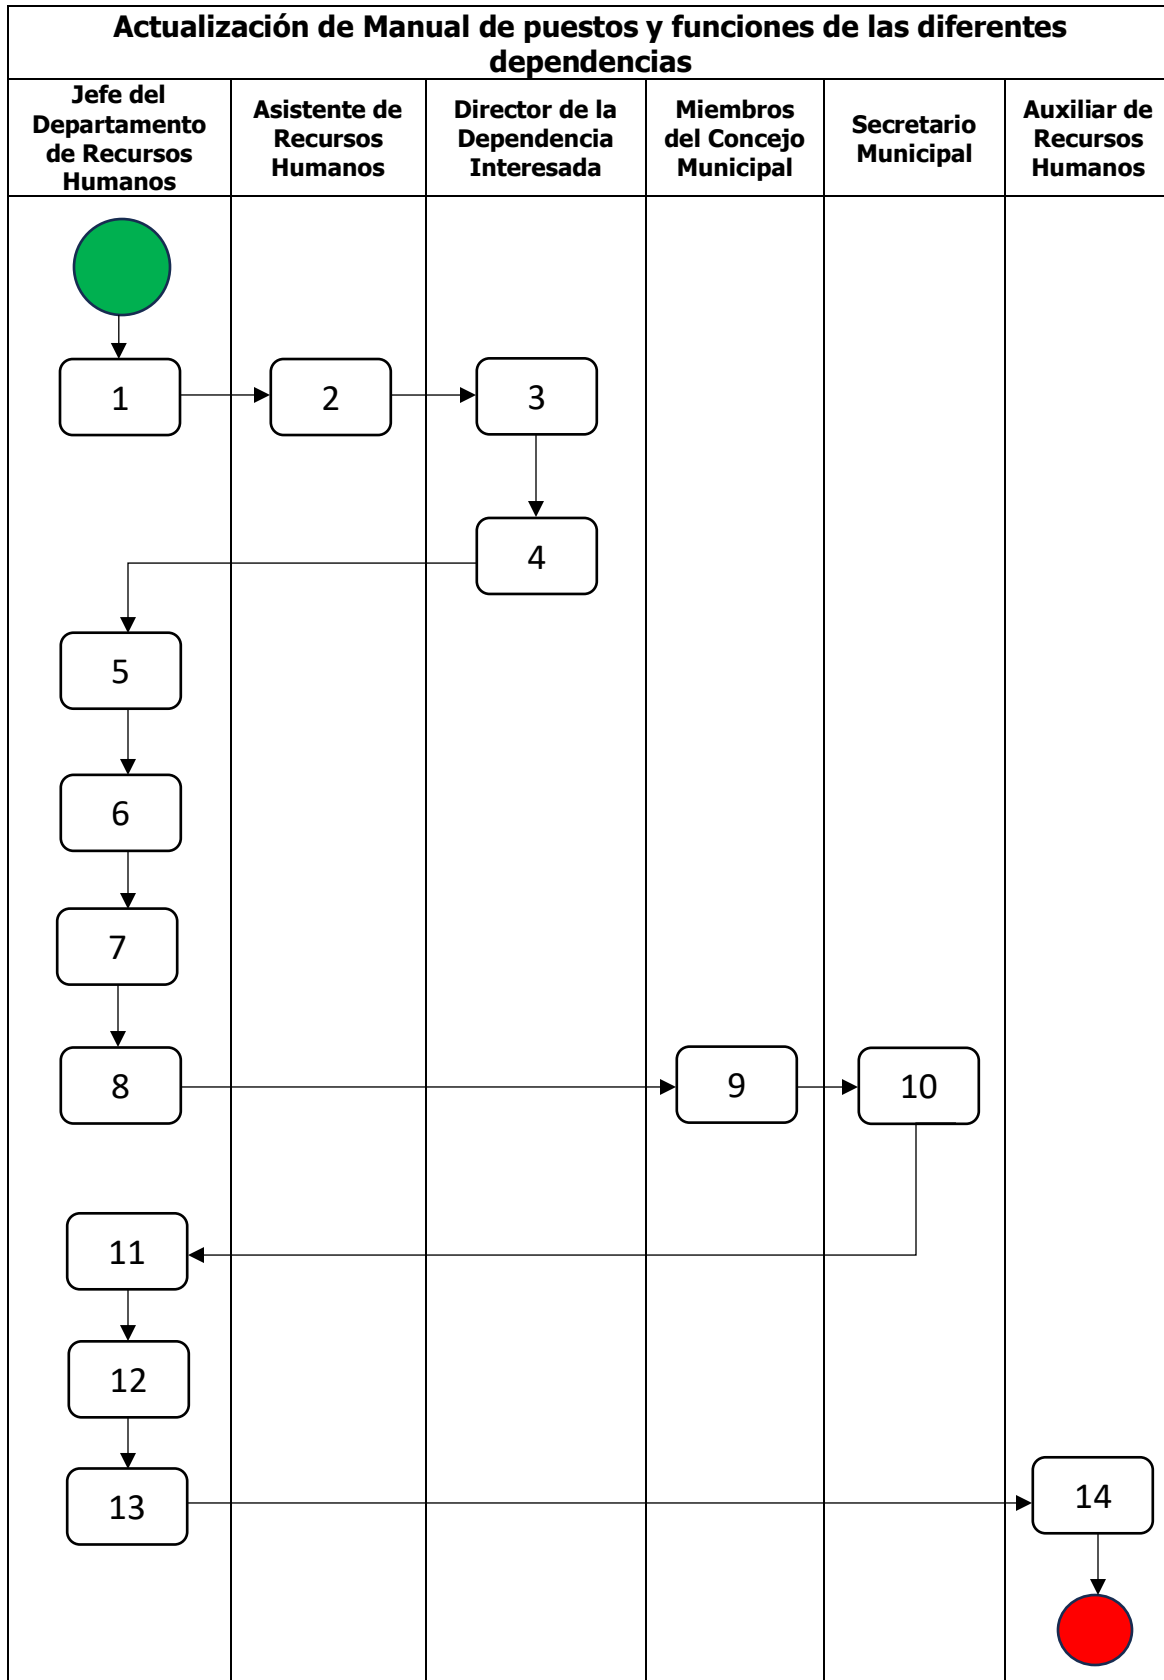 Actualización de Manual de puestos y funciones de las diferentes
dependencias
Jefe del
Departamento
de Recursos
Humanos
Asistente de
Recursos
Humanos
Director de la
Dependencia
Interesada
Miembros
del Concejo
Municipal
Secretario
Municipal
Auxiliar de
Recursos
Humanos
1
2
3
4
5
6
7
8
9
10
11
12
13
14